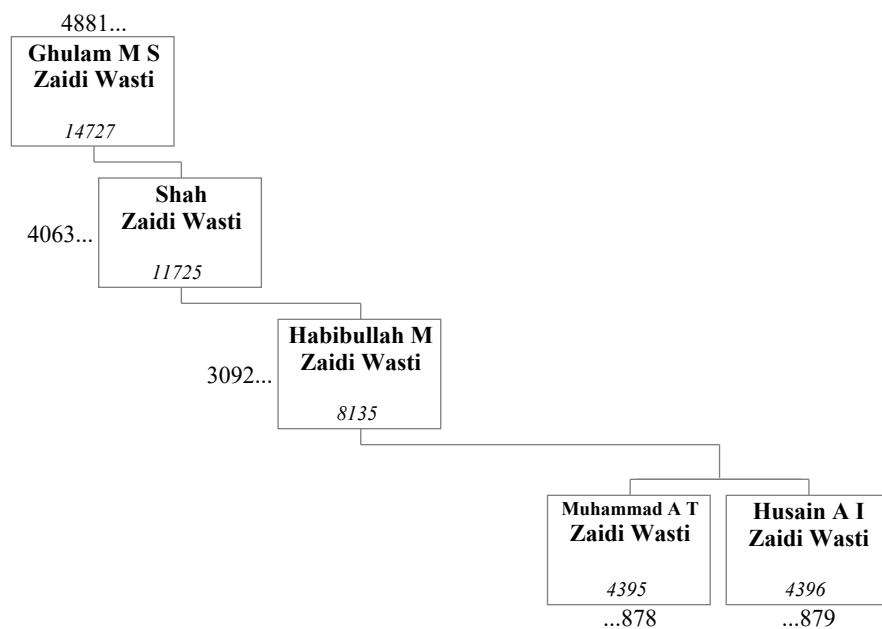 4881...
Ghulam M S
Zaidi Wasti
14727
Shah
Zaidi Wasti
4063...
11725
Habibullah M
Zaidi Wasti
3092...
8135
Muhammad A T
Zaidi Wasti
4395
...878
Husain A I
Zaidi Wasti
4396
...879